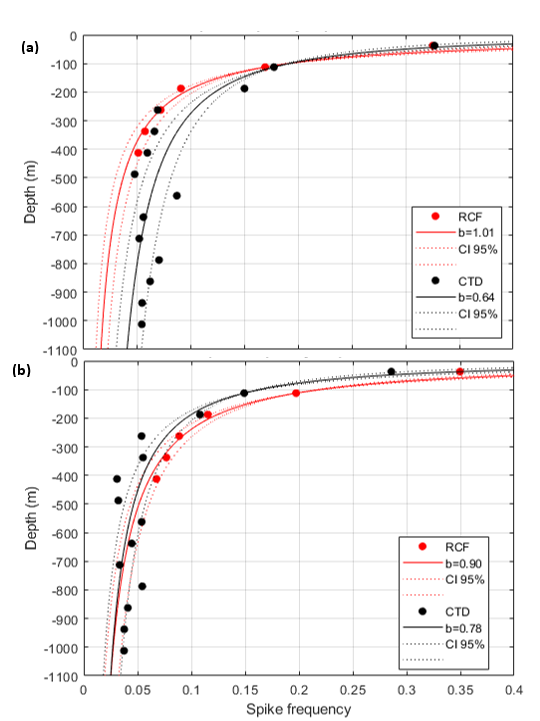 (a)
0
-100
-200
-300
-400
-500
-600
-700
-800
-900
-1000
-1100
Depth (m)
RCF
b=1.01
CI 95%
CTD
b=0.64
CI 95%
(b)
0
-100
-200
-300
-400
-500
-600
-700
-800
-900
-1000
-1100
Depth (m)
RCF
b=0.90
CI 95%
CTD
b=0.78
CI 95%
0 0.05 0.1 0.15 0.2 0.25 0.3 0.35 0.4
Spike frequency